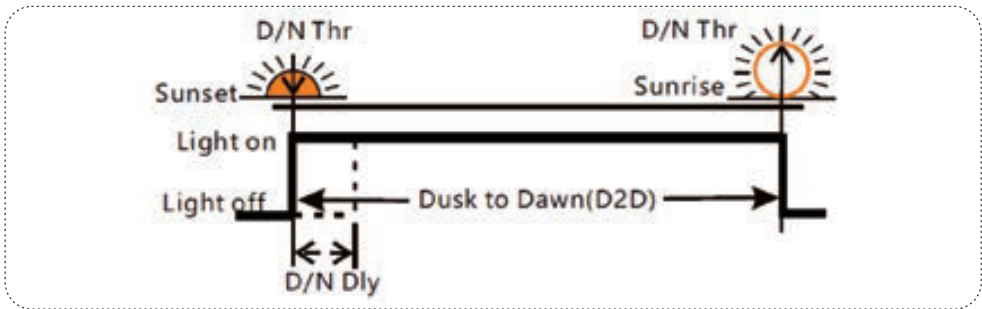 D/N Thr
D/N Thr
Sunset
Sunrise
Light on
Light off
Dusk to Dawn(D2D)
D/N Dly